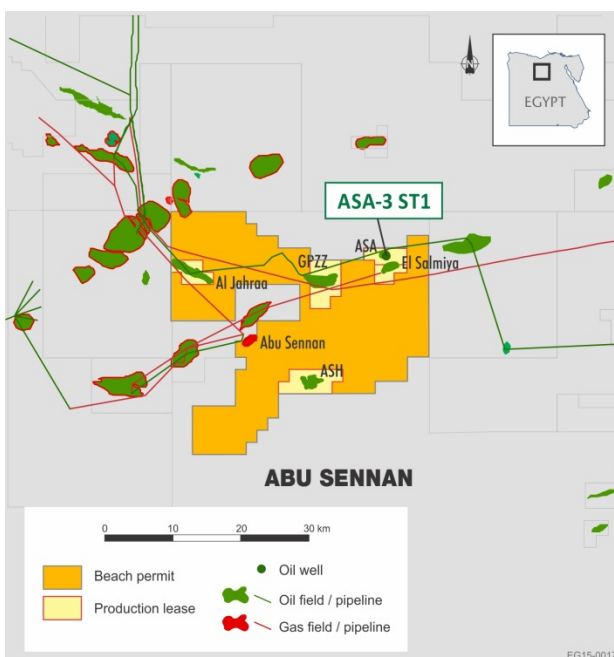 N
EGYPT
ASA-3 ST1
ASA
GPZZ
El Salmiya
Al Jahraa
Abu Sennan
ASH
ABU SENNAN
0 10 20 30 km
Beach permit
Production lease
Oil well
Oil field / pipeline
Gas field / pipeline